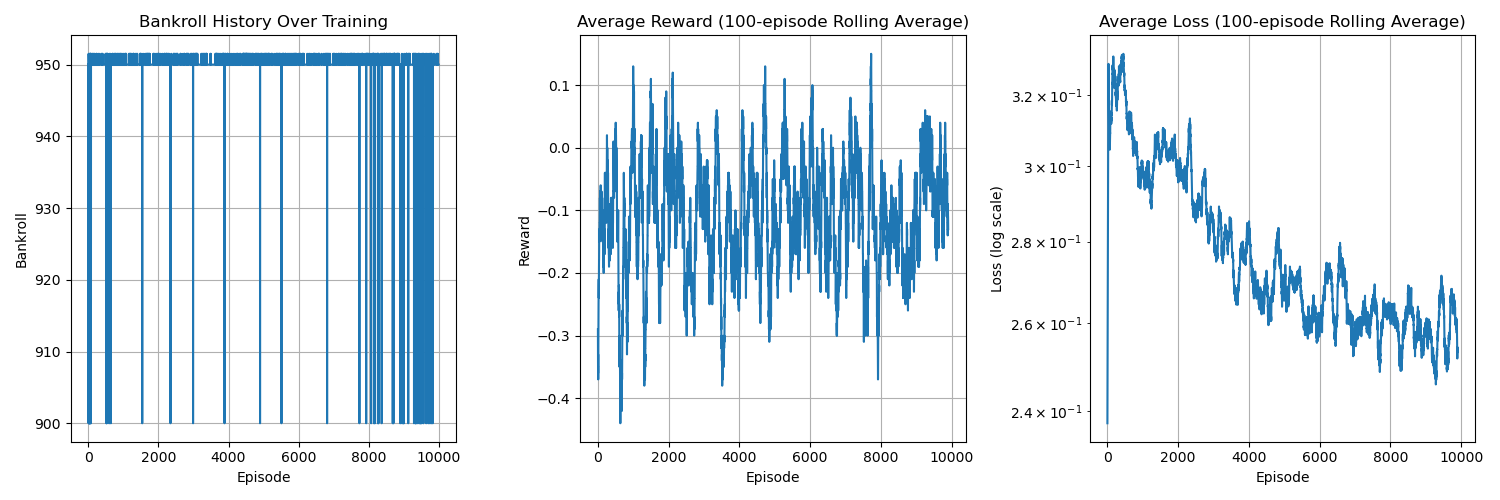 Bankroll History Over Training
Bankroll
950
940
930
920
910
900
0 2000 4000 6000 8000 10000
Episode
Average Reward (100-episode Rolling Average)
Reward
0.1
0.0
−0.1
−0.2
−0.3
−0.4
0 2000 4000 6000 8000 10000
Episode
Average Loss (100-episode Rolling Average)
Loss (log scale)
3.2 × 10⁻¹
3 × 10⁻¹
2.8 × 10⁻¹
2.6 × 10⁻¹
2.4 × 10⁻¹
0 2000 4000 6000 8000 10000
Episode